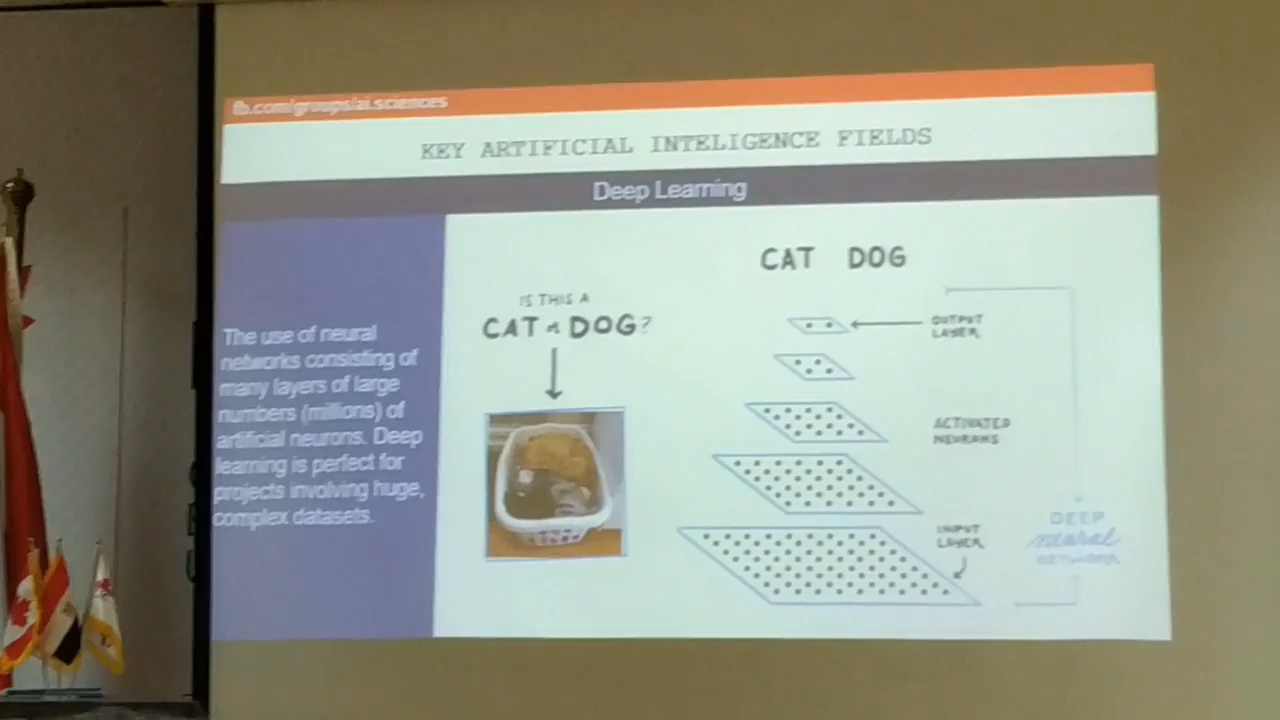 fb.com/groups/ai.sciences
KEY ARTIFICIAL INTELIGENCE FIELDS
Deep Learning
The use of neural
networks consisting of
many layers of large
numbers (millions) of
artificial neurons. Deep
learning is perfect for
projects involving huge,
complex datasets.
IS THIS A
CAT or DOG?
CAT DOG
OUTPUT
LAYER
ACTIVATED
NEURONS
INPUT
LAYER
DEEP
neural
NETWORK